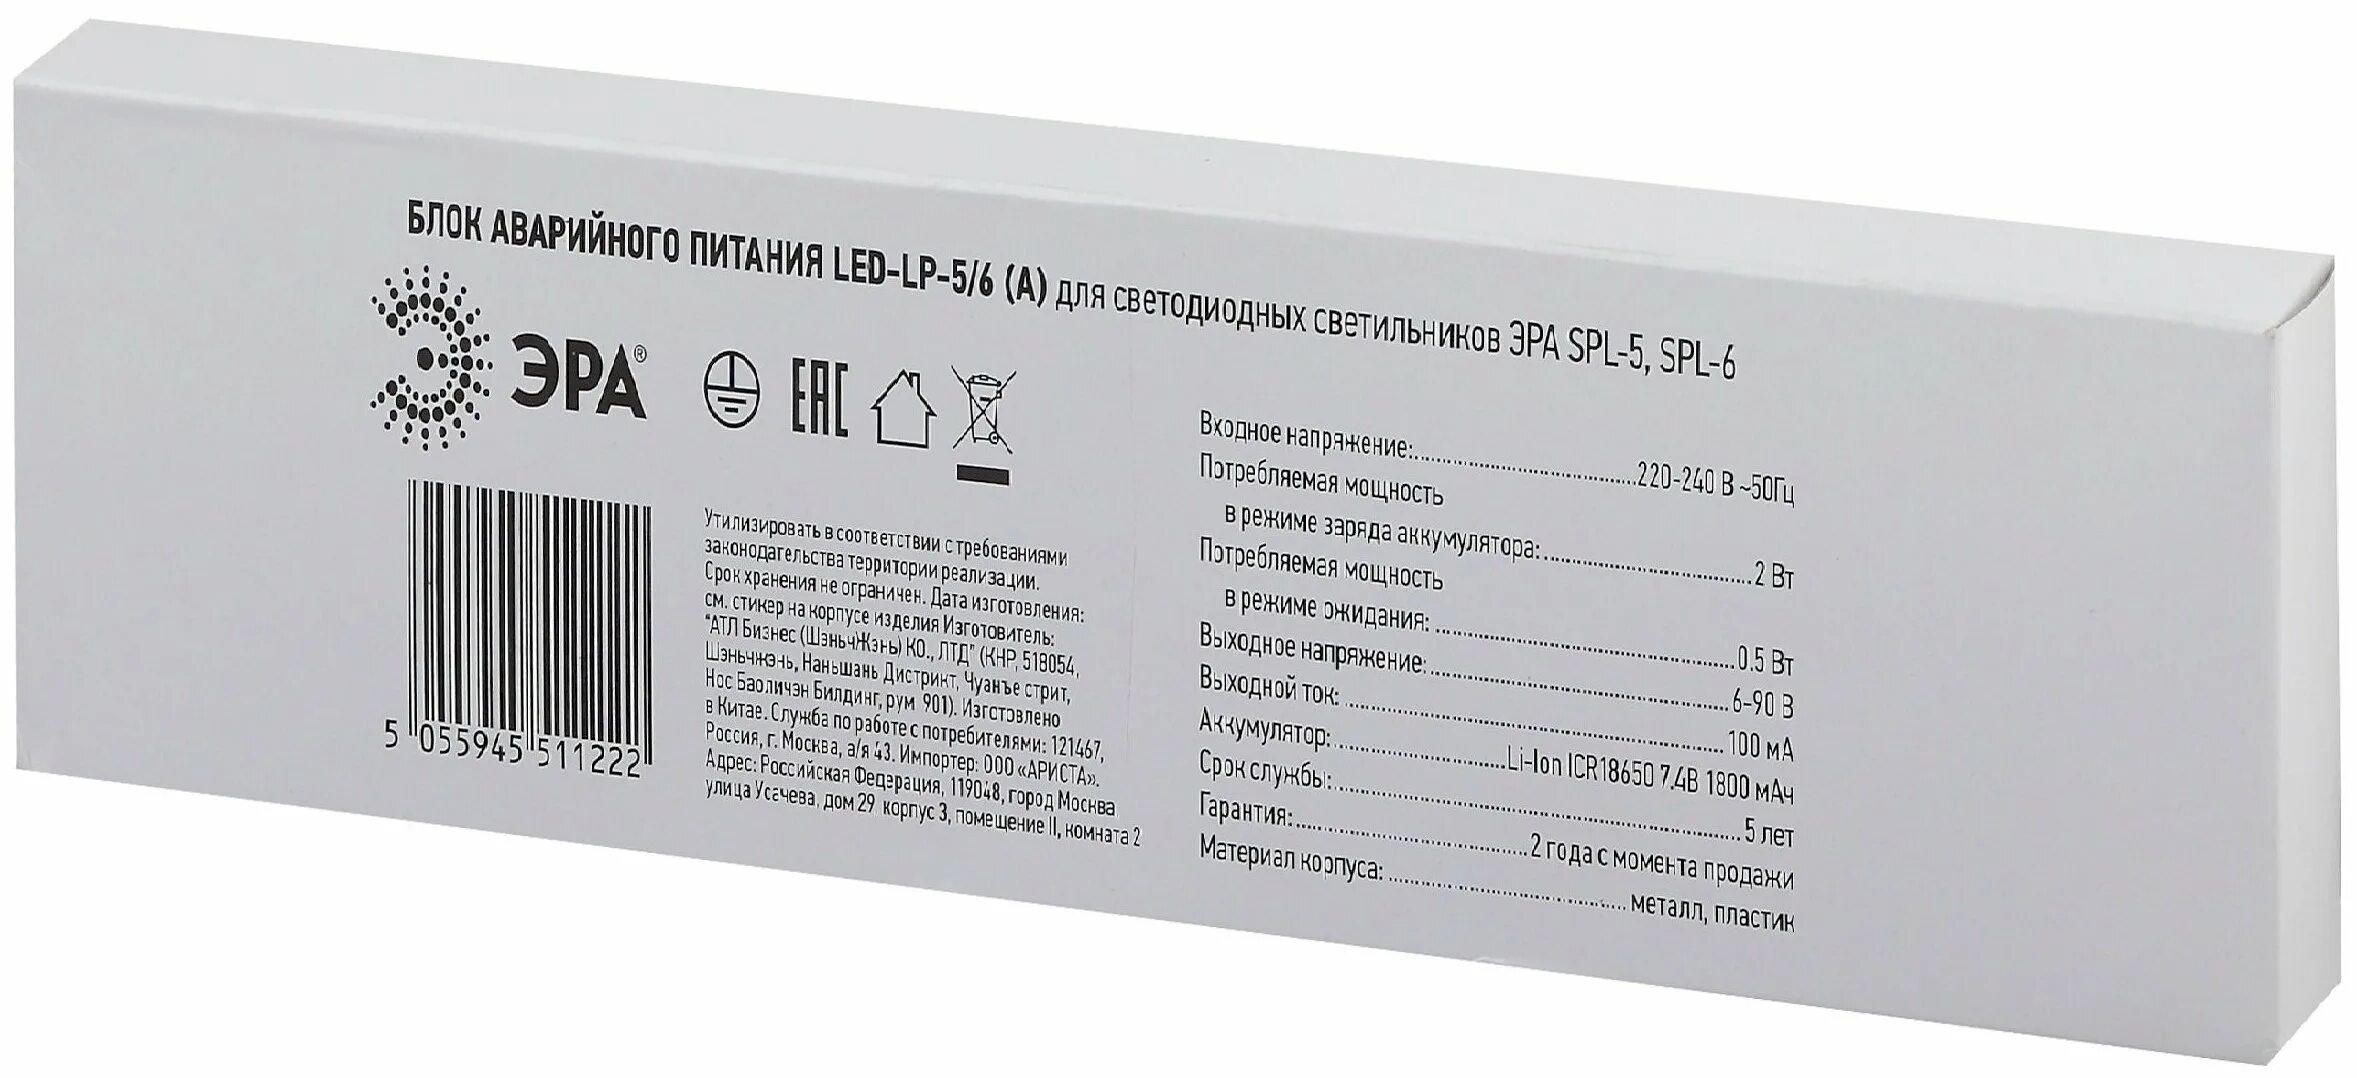 БЛОК АВАРИЙНОГО ПИТАНИЯ LED-LP-5/6 (A) для светодиодных светильников ЭРА SPL-5, SPL-6
ЭРА®
EAC
5 055945 511222
Утилизировать в соответствии с требованиями
законодательства территории реализации.
Срок хранения не ограничен. Дата изготовления:
см. стикер на корпусе изделия Изготовитель:
"АТЛ Бизнес (ШэньчЖэнь) КО., ЛТД" (КНР, 518054,
Шэньчжэнь, Наньшань Дистрикт, Чуанъе стрит,
Нос Баоличэн Билдинг, рум 901). Изготовлено
в Китае. Служба по работе с потребителями: 121467,
Россия, г. Москва, а/я 43. Импортер: ООО «АРИСТА».
Адрес: Российская Федерация, 119048, город Москва
улица Усачева, дом 29 корпус 3, помещение II, комната 2
Входное напряжение:..............................220-240 В ~50Гц
Потребляемая мощность
в режиме заряда аккумулятора:..............................2 Вт
Потребляемая мощность
в режиме ожидания:..............................0.5 Вт
Выходное напряжение:..............................6-90 В
Выходной ток:..............................100 мА
Аккумулятор:..............................Li-Ion ICR18650 7.4В 1800 мАч
Срок службы:..............................5 лет
Гарантия:..............................2 года с момента продажи
Материал корпуса:..............................металл, пластик